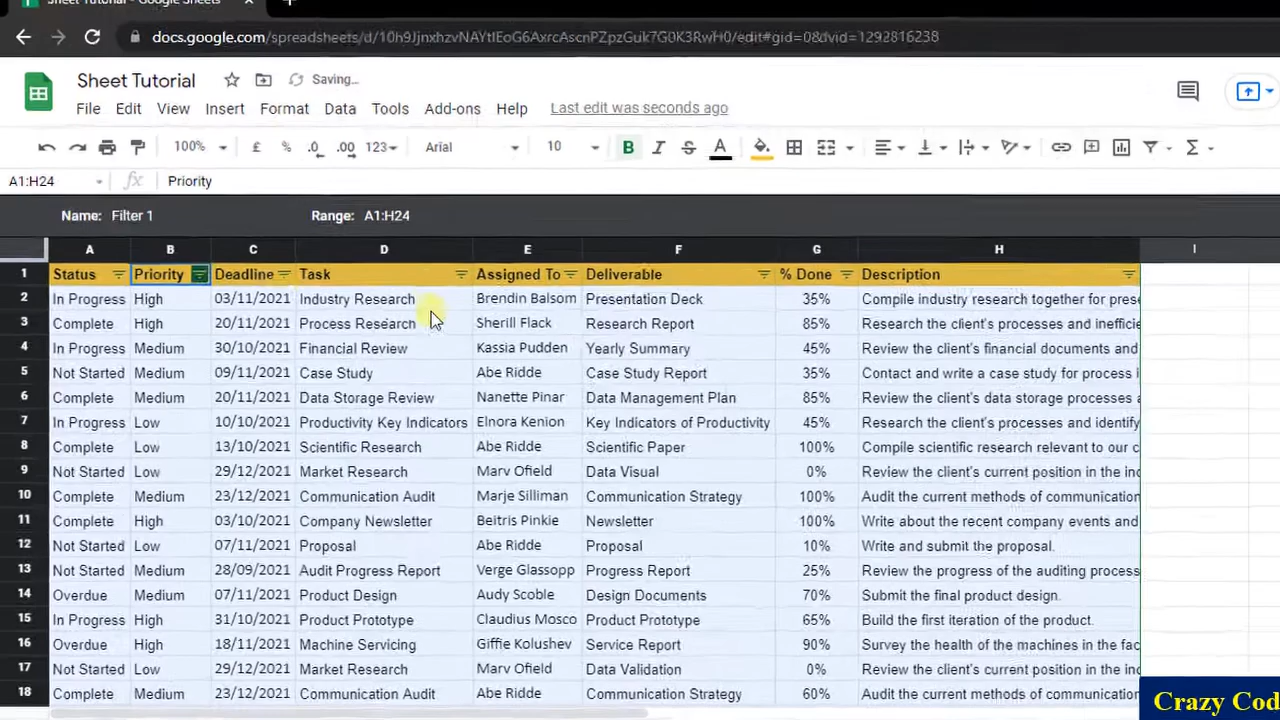 Sheet Tutorial - Google Sheets
docs.google.com/spreadsheets/d/10h9JjnxhzvNAYtIEoG6AxrcAscnPZpzGuk7G0K3RwH0/edit#gid=0&dvid=1292816238
Sheet Tutorial Saving...
File Edit View Insert Format Data Tools Add-ons Help Last edit was seconds ago
100% £ % .0 .00 123 Arial 10 B I S A
A1:H24 fx Priority
Name: Filter 1 Range: A1:H24
A B C D E F G H I
1 Status Priority Deadline Task Assigned To Deliverable % Done Description
2 In Progress High 03/11/2021 Industry Research Brendin Balsom Presentation Deck 35% Compile industry research together for prese
3 Complete High 20/11/2021 Process Research Sherill Flack Research Report 85% Research the client's processes and inefficie
4 In Progress Medium 30/10/2021 Financial Review Kassia Pudden Yearly Summary 45% Review the client's financial documents and
5 Not Started Medium 09/11/2021 Case Study Abe Ridde Case Study Report 35% Contact and write a case study for process i
6 Complete Medium 20/11/2021 Data Storage Review Nanette Pinar Data Management Plan 85% Review the client's data storage processes a
7 In Progress Low 10/10/2021 Productivity Key Indicators Elnora Kenion Key Indicators of Productivity 45% Research the client's processes and identify
8 Complete Low 13/10/2021 Scientific Research Abe Ridde Scientific Paper 100% Compile scientific research relevant to our c
9 Not Started Low 29/12/2021 Market Research Marv Ofield Data Visual 0% Review the client's current position in the inc
10 Complete Medium 23/12/2021 Communication Audit Marje Silliman Communication Strategy 100% Audit the current methods of communication
11 Complete High 03/10/2021 Company Newsletter Beitris Pinkie Newsletter 100% Write about the recent company events and
12 Not Started Low 07/11/2021 Proposal Abe Ridde Proposal 10% Write and submit the proposal.
13 Not Started Medium 28/09/2021 Audit Progress Report Verge Glassopp Progress Report 25% Review the progress of the auditing process
14 Overdue Medium 07/11/2021 Product Design Audy Scoble Design Documents 70% Submit the final product design.
15 In Progress High 31/10/2021 Product Prototype Claudius Mosco Product Prototype 65% Build the first iteration of the product.
16 Overdue High 18/11/2021 Machine Servicing Giffie Kolushev Service Report 90% Survey the health of the machines in the fac
17 Not Started Low 29/12/2021 Market Research Marv Ofield Data Validation 0% Review the client's current position in the inc
18 Complete Medium 23/12/2021 Communication Audit Abe Ridde Communication Strategy 60% Audit the current methods of communication
Crazy Cod